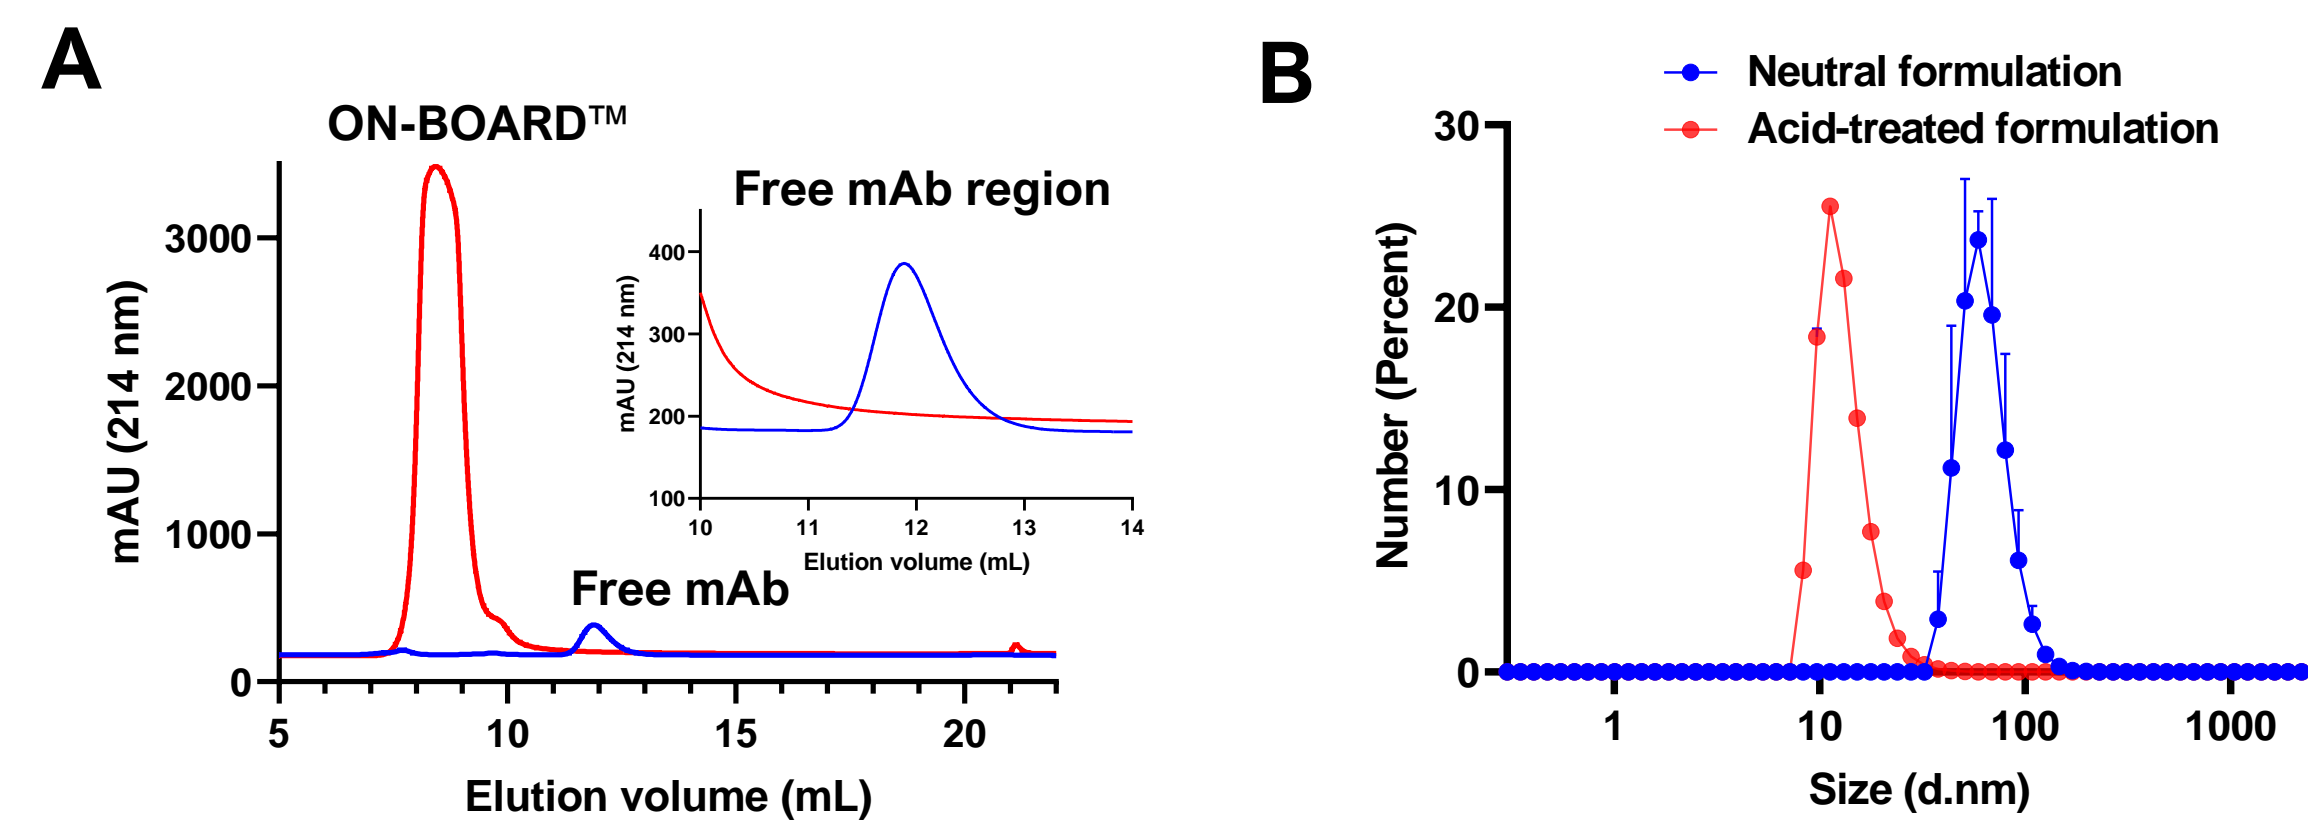 A
ON-BOARD™
Free mAb region
3000
2000
1000
0
mAU (214 nm)
400
300
200
100
mAU (214 nm)
10 11 12 13 14
Elution volume (mL)
Free mAb
5 10 15 20
Elution volume (mL)
B
Neutral formulation
Acid-treated formulation
30
20
10
0
Number (Percent)
1 10 100 1000
Size (d.nm)